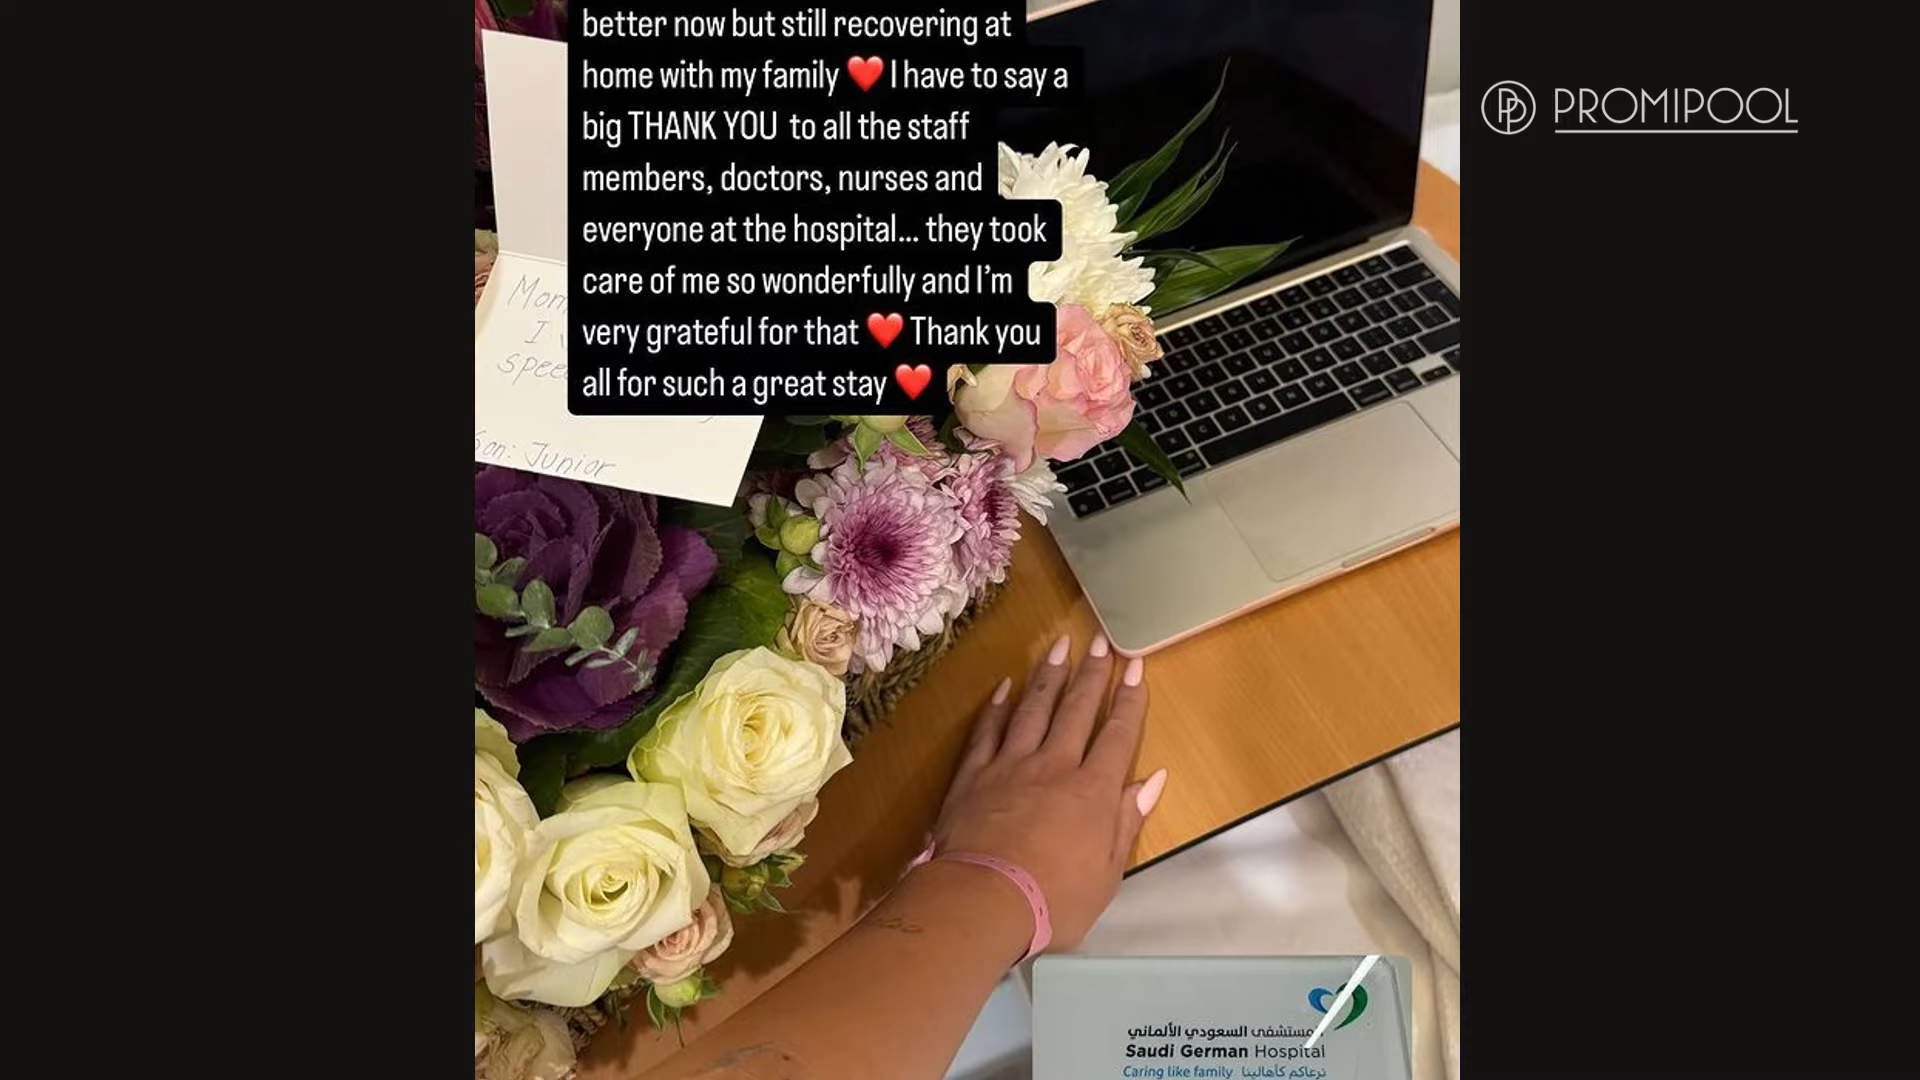 better now but still recovering at
home with my family ❤️ I have to say a
big THANK YOU to all the staff
members, doctors, nurses and
everyone at the hospital... they took
care of me so wonderfully and I'm
very grateful for that ❤️ Thank you
all for such a great stay ❤️
PROMIPOOL
Mom
I
Son: Junior
مستشفى السعودي الألماني
Saudi German Hospital
Caring like family نرعاكم كأهالينا